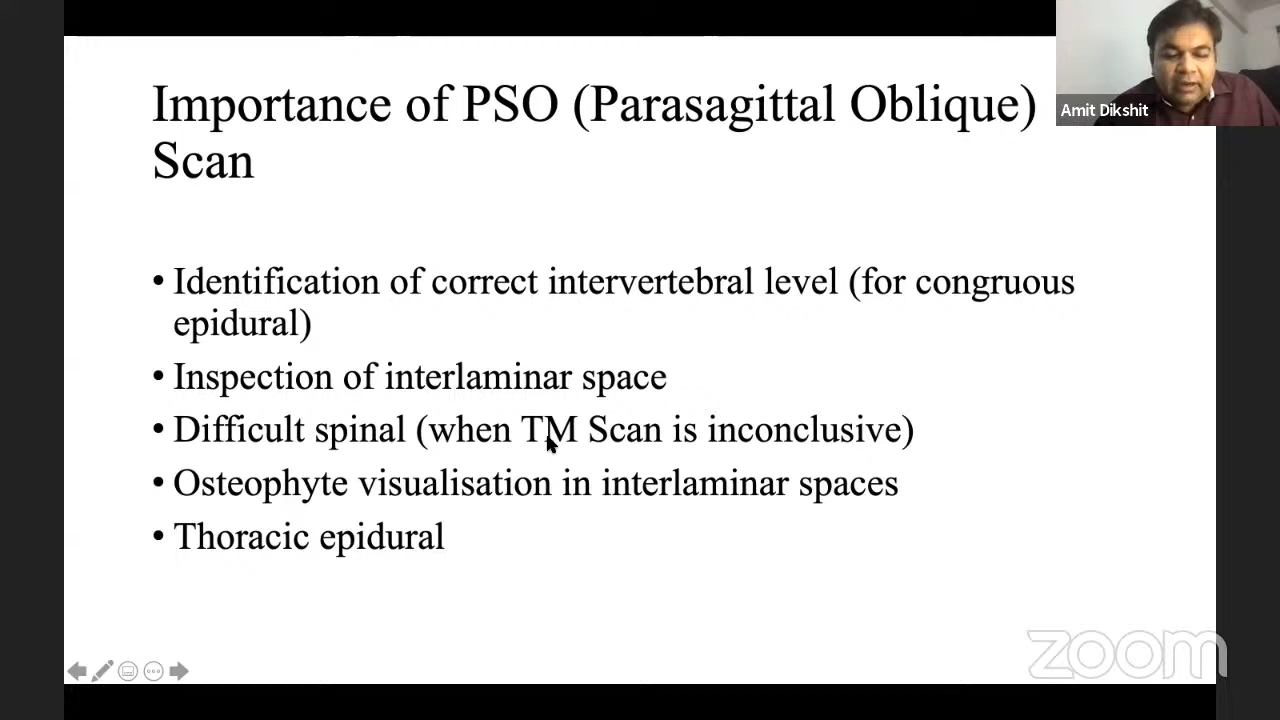 Importance of PSO (Parasagittal Oblique)
Scan
• Identification of correct intervertebral level (for congruous
epidural)
• Inspection of interlaminar space
• Difficult spinal (when TM Scan is inconclusive)
• Osteophyte visualisation in interlaminar spaces
• Thoracic epidural
Amit Dikshit
zoom